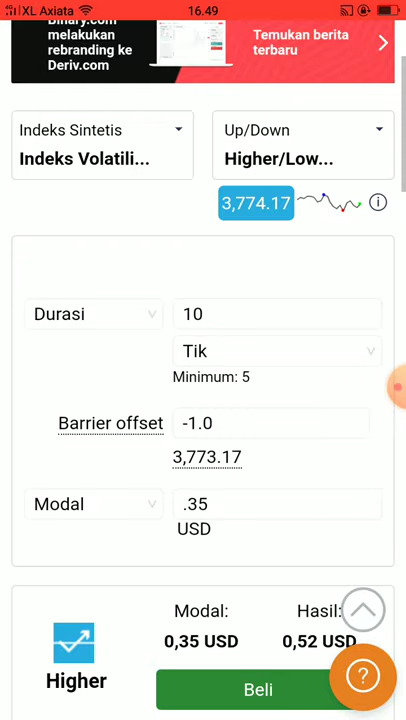 XL Axiata
16.49
Binary.com
melakukan
rebranding ke
Deriv.com
Temukan berita
terbaru
Indeks Sintetis
Indeks Volatili...
Up/Down
Higher/Low...
3,774.17
Durasi
10
Tik
Minimum: 5
Barrier offset
-1.0
3,773.17
Modal
.35
USD
Higher
Modal:
0,35 USD
Hasil:
0,52 USD
Beli